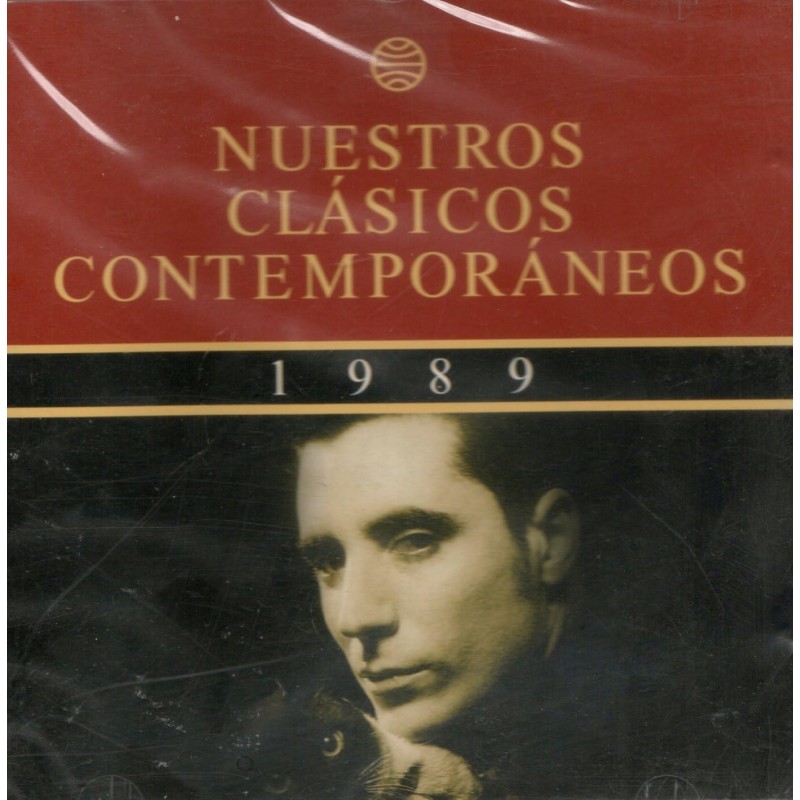 NUESTROS
CLÁSICOS
CONTEMPORÁNEOS
1989